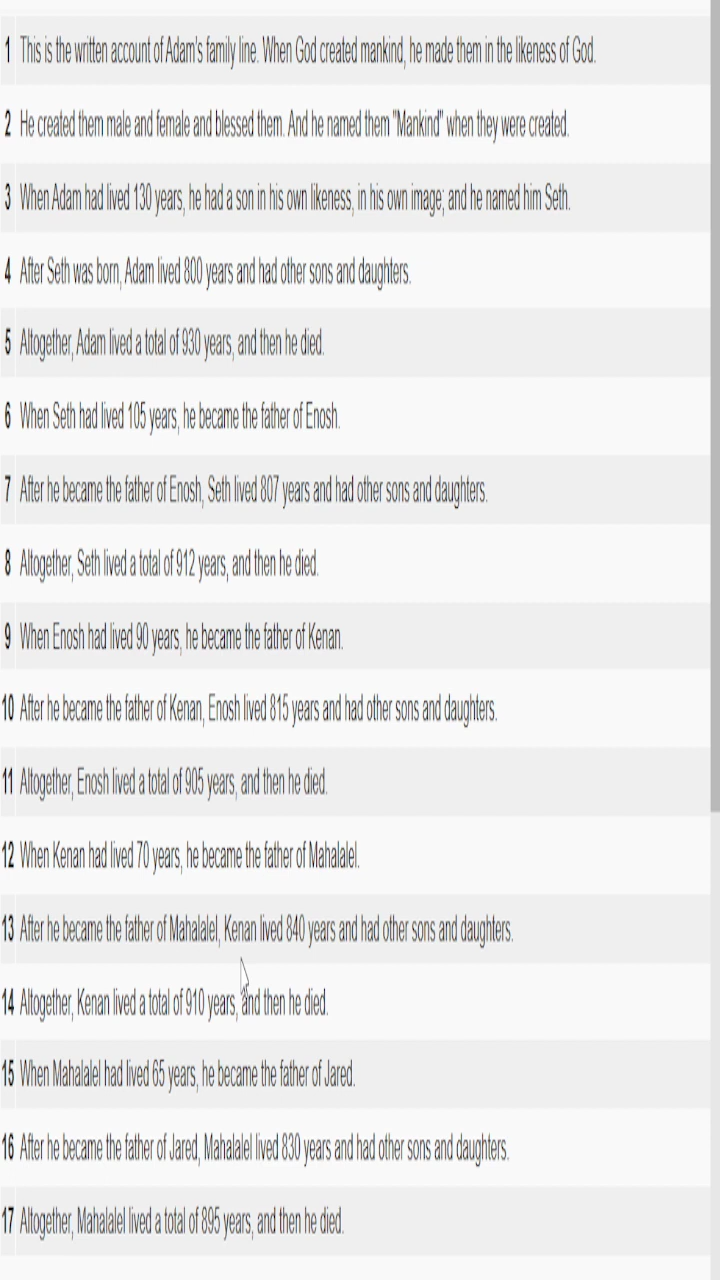 1 This is the written account of Adam's family line. When God created mankind, he made them in the likeness of God.
2 He created them male and female and blessed them. And he named them "Mankind" when they were created.
3 When Adam had lived 130 years, he had a son in his own likeness, in his own image; and he named him Seth.
4 After Seth was born, Adam lived 800 years and had other sons and daughters.
5 Altogether, Adam lived a total of 930 years, and then he died.
6 When Seth had lived 105 years, he became the father of Enosh.
7 After he became the father of Enosh, Seth lived 807 years and had other sons and daughters.
8 Altogether, Seth lived a total of 912 years, and then he died.
9 When Enosh had lived 90 years, he became the father of Kenan.
10 After he became the father of Kenan, Enosh lived 815 years and had other sons and daughters.
11 Altogether, Enosh lived a total of 905 years, and then he died.
12 When Kenan had lived 70 years, he became the father of Mahalalel.
13 After he became the father of Mahalalel, Kenan lived 840 years and had other sons and daughters.
14 Altogether, Kenan lived a total of 910 years, and then he died.
15 When Mahalalel had lived 65 years, he became the father of Jared.
16 After he became the father of Jared, Mahalalel lived 830 years and had other sons and daughters.
17 Altogether, Mahalalel lived a total of 895 years, and then he died.